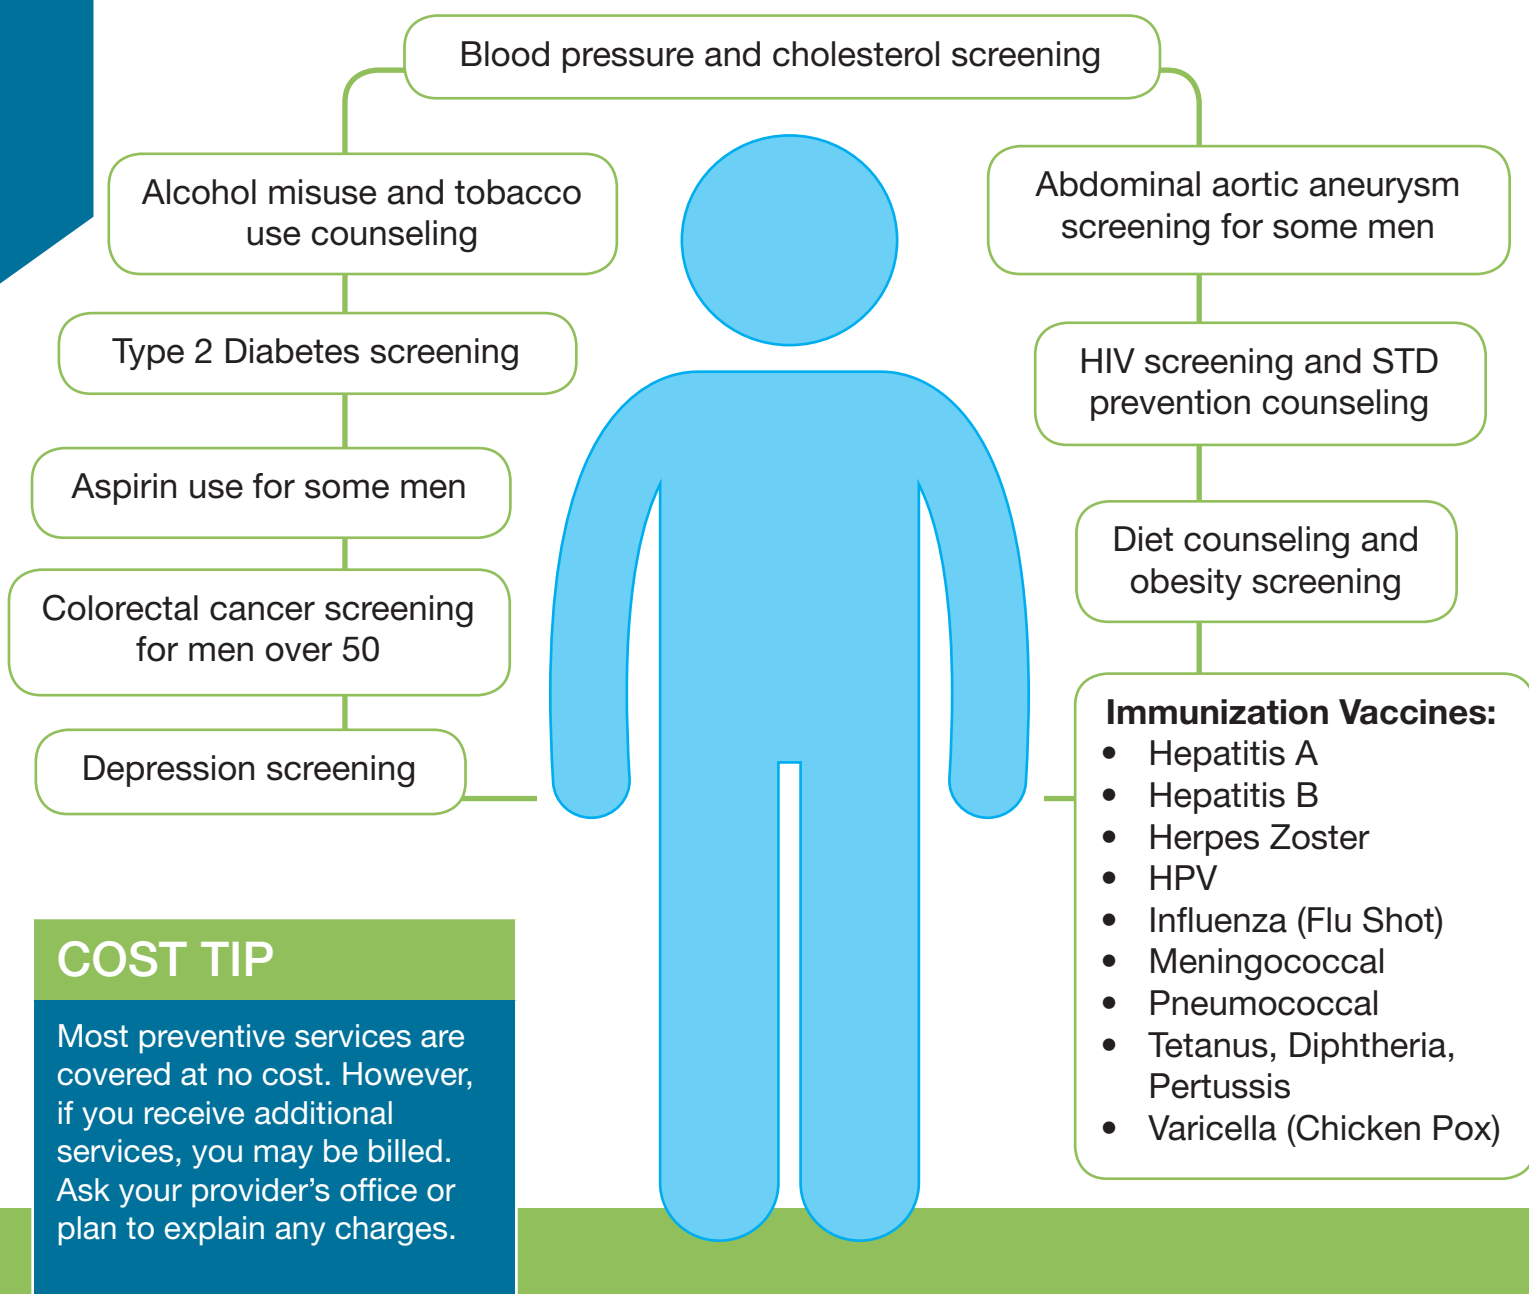 Blood pressure and cholesterol screening
Alcohol misuse and tobacco
use counseling
Type 2 Diabetes screening
Aspirin use for some men
Colorectal cancer screening
for men over 50
Depression screening
Abdominal aortic aneurysm
screening for some men
HIV screening and STD
prevention counseling
Diet counseling and
obesity screening
Immunization Vaccines:
• Hepatitis A
• Hepatitis B
• Herpes Zoster
• HPV
• Influenza (Flu Shot)
• Meningococcal
• Pneumococcal
• Tetanus, Diphtheria,
Pertussis
• Varicella (Chicken Pox)
COST TIP
Most preventive services are
covered at no cost. However,
if you receive additional
services, you may be billed.
Ask your provider’s office or
plan to explain any charges.